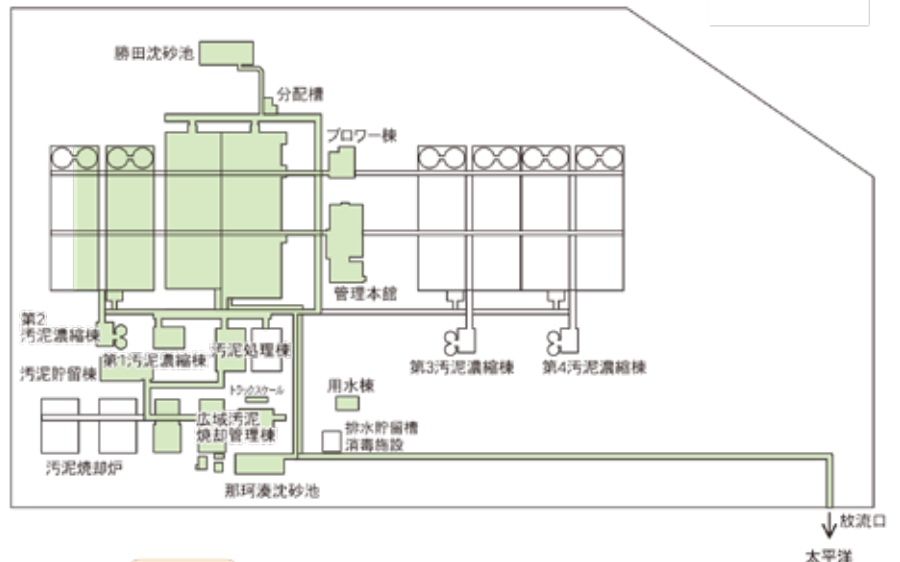 勝田沈砂池
分配槽
ブロワー棟
管理本館
第2
汚泥濃縮棟
第1汚泥濃縮棟
汚泥処理棟
第3汚泥濃縮棟
第4汚泥濃縮棟
汚泥貯留棟
トラックスケール
用水棟
広域汚泥
焼却管理棟
排水貯留槽
消毒施設
汚泥焼却炉
那珂湊沈砂池
放流口
太平洋